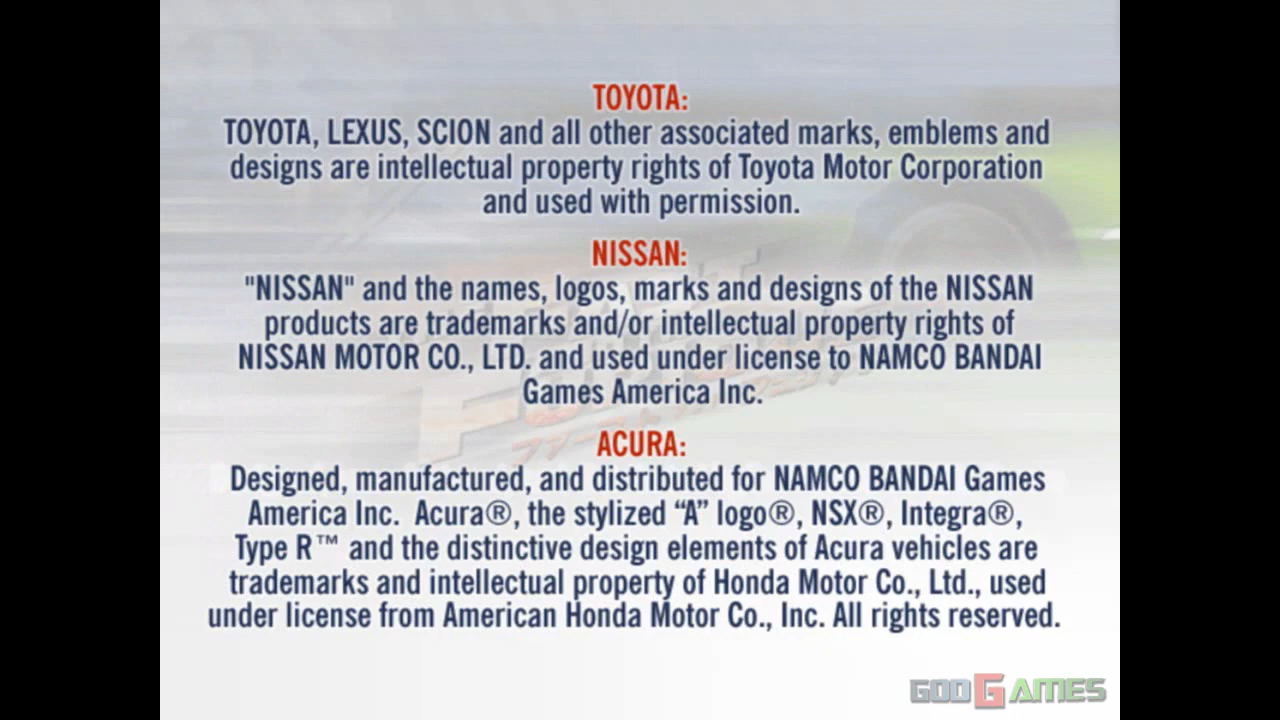 TOYOTA:
TOYOTA, LEXUS, SCION and all other associated marks, emblems and
designs are intellectual property rights of Toyota Motor Corporation
and used with permission.
NISSAN:
"NISSAN" and the names, logos, marks and designs of the NISSAN
products are trademarks and/or intellectual property rights of
NISSAN MOTOR CO., LTD. and used under license to NAMCO BANDAI
Games America Inc.
ACURA:
Designed, manufactured, and distributed for NAMCO BANDAI Games
America Inc.  Acura®, the stylized “A” logo®, NSX®, Integra®,
Type R™ and the distinctive design elements of Acura vehicles are
trademarks and intellectual property of Honda Motor Co., Ltd., used
under license from American Honda Motor Co., Inc. All rights reserved.
GODGAMES